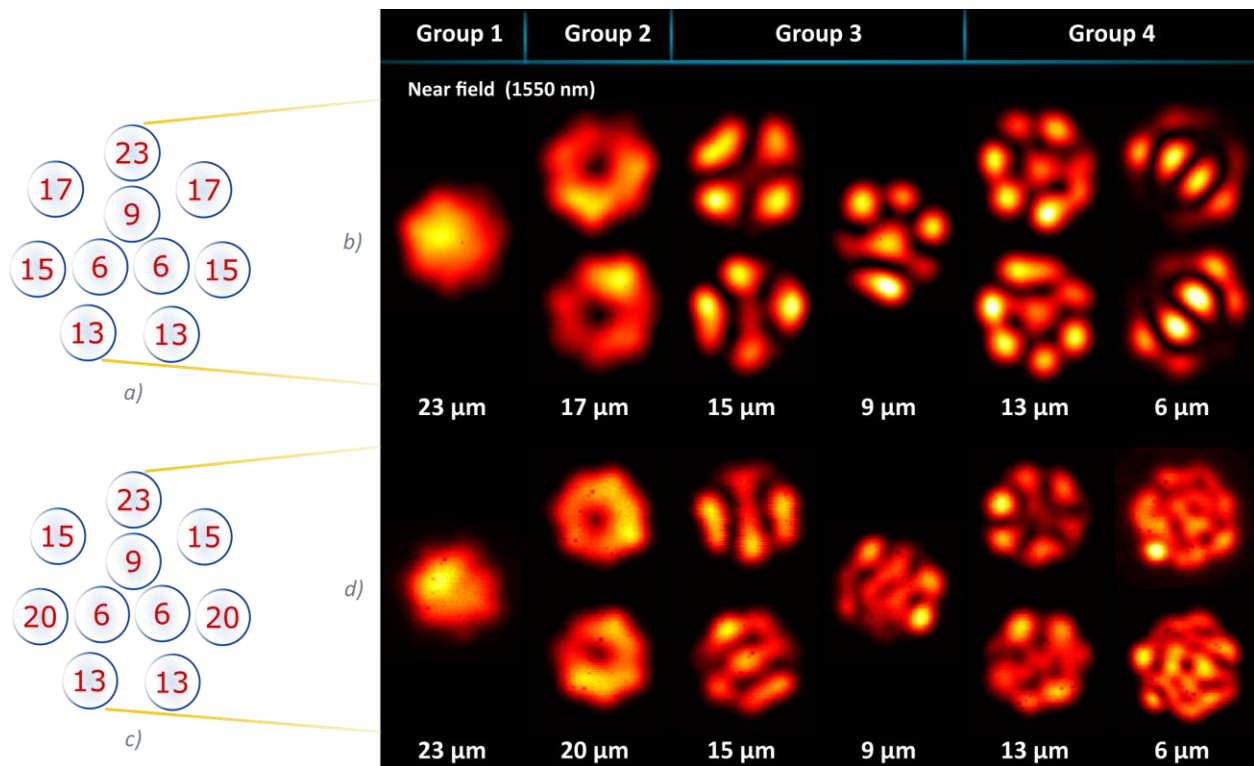 Group 1 Group 2 Group 3 Group 4
Near field (1550 nm)
23
17 17
9
15 6 6 15
13 13
a)
b)
23 µm 17 µm 15 µm 9 µm 13 µm 6 µm
23
15 15
9
20 6 6 20
13 13
c)
d)
23 µm 20 µm 15 µm 9 µm 13 µm 6 µm